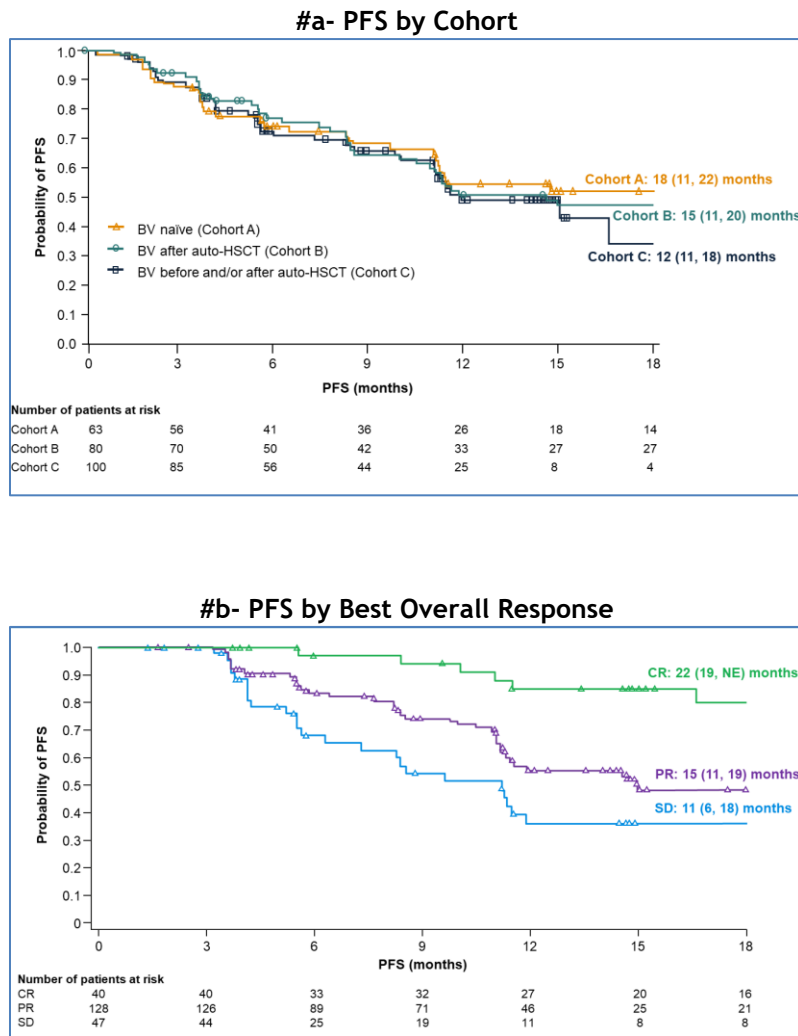 #a- PFS by Cohort
1.0
0.9
0.8
0.7
0.6
0.5
0.4
0.3
0.2
0.1
0.0
Probability of PFS
Cohort A: 18 (11, 22) months
Cohort B: 15 (11, 20) months
Cohort C: 12 (11, 18) months
BV naïve (Cohort A)
BV after auto-HSCT (Cohort B)
BV before and/or after auto-HSCT (Cohort C)
0 3 6 9 12 15 18
PFS (months)
Number of patients at risk
Cohort A 63 56 41 36 26 18 14
Cohort B 80 70 50 42 33 27 27
Cohort C 100 85 56 44 25 8 4
#b- PFS by Best Overall Response
1.0
0.9
0.8
0.7
0.6
0.5
0.4
0.3
0.2
0.1
0
Probability of PFS
CR: 22 (19, NE) months
PR: 15 (11, 19) months
SD: 11 (6, 18) months
0 3 6 9 12 15 18
PFS (months)
Number of patients at risk
CR 40 40 33 32 27 20 16
PR 128 126 89 71 46 25 21
SD 47 44 25 19 11 8 8